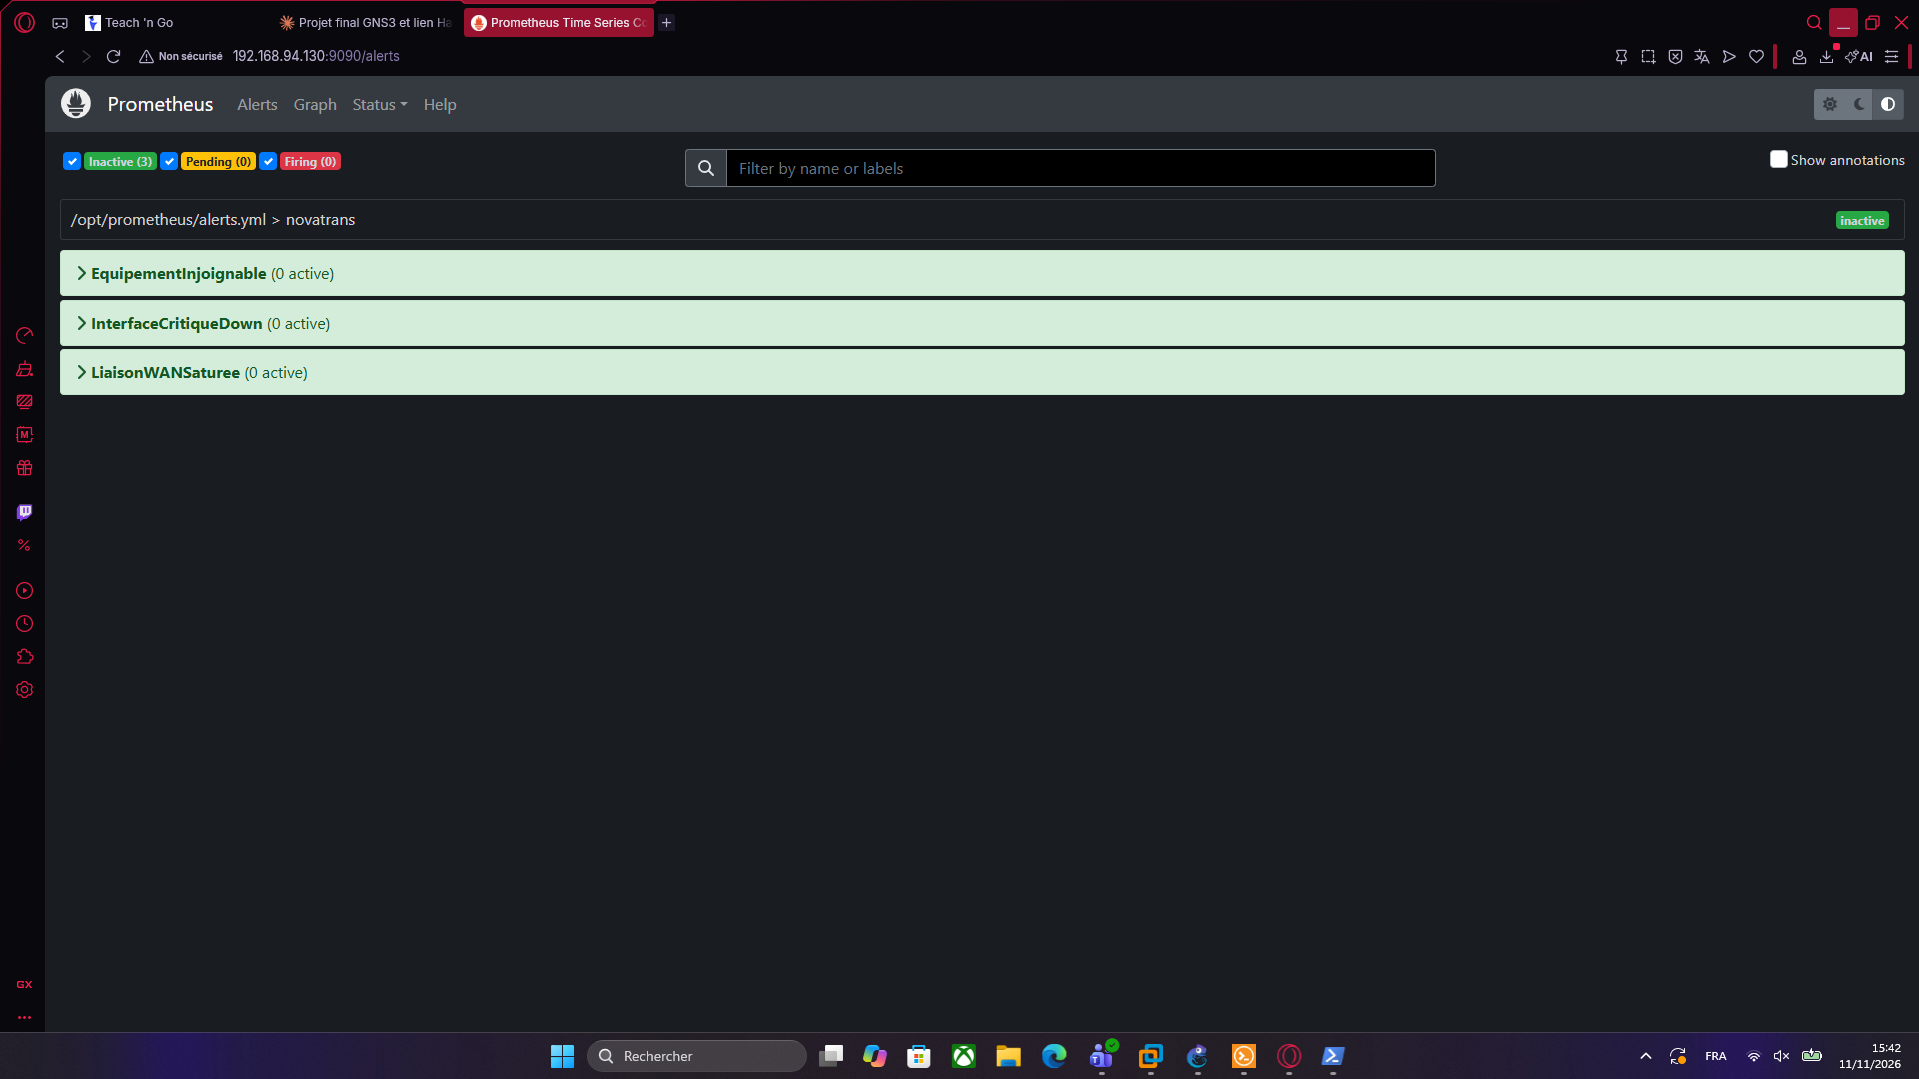 Teach 'n Go
Projet final GNS3 et lien Ha
Prometheus Time Series Co
Non sécurisé
192.168.94.130:9090/alerts
AI
Prometheus
Alerts
Graph
Status
Help
Inactive (3)
Pending (0)
Firing (0)
Filter by name or labels
Show annotations
/opt/prometheus/alerts.yml > novatrans
inactive
EquipementInjoignable (0 active)
InterfaceCritiqueDown (0 active)
LiaisonWANSaturee (0 active)
M
GX
Rechercher
FRA
15:42
11/11/2026